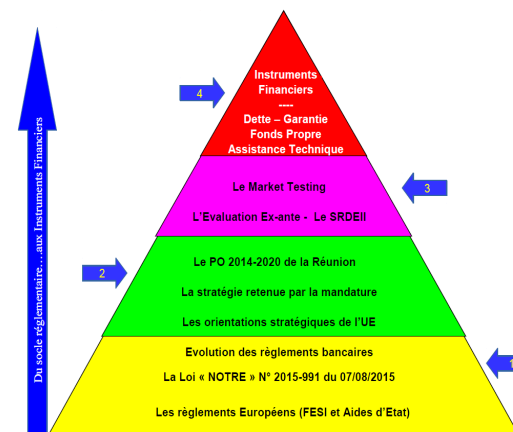 Instruments
Financiers
----
Dette – Garantie
Fonds Propre
Assistance Technique
4
Le Market Testing
L'Evaluation Ex-ante - Le SRDEII
3
Le PO 2014-2020 de la Réunion
La stratégie retenue par la mandature
Les orientations stratégiques de l'UE
2
Evolution des règlements bancaires
La Loi « NOTRE » N° 2015-991 du 07/08/2015
Les règlements Européens (FESI et Aides d'Etat)
1
Du socle réglementaire…aux Instruments Financiers